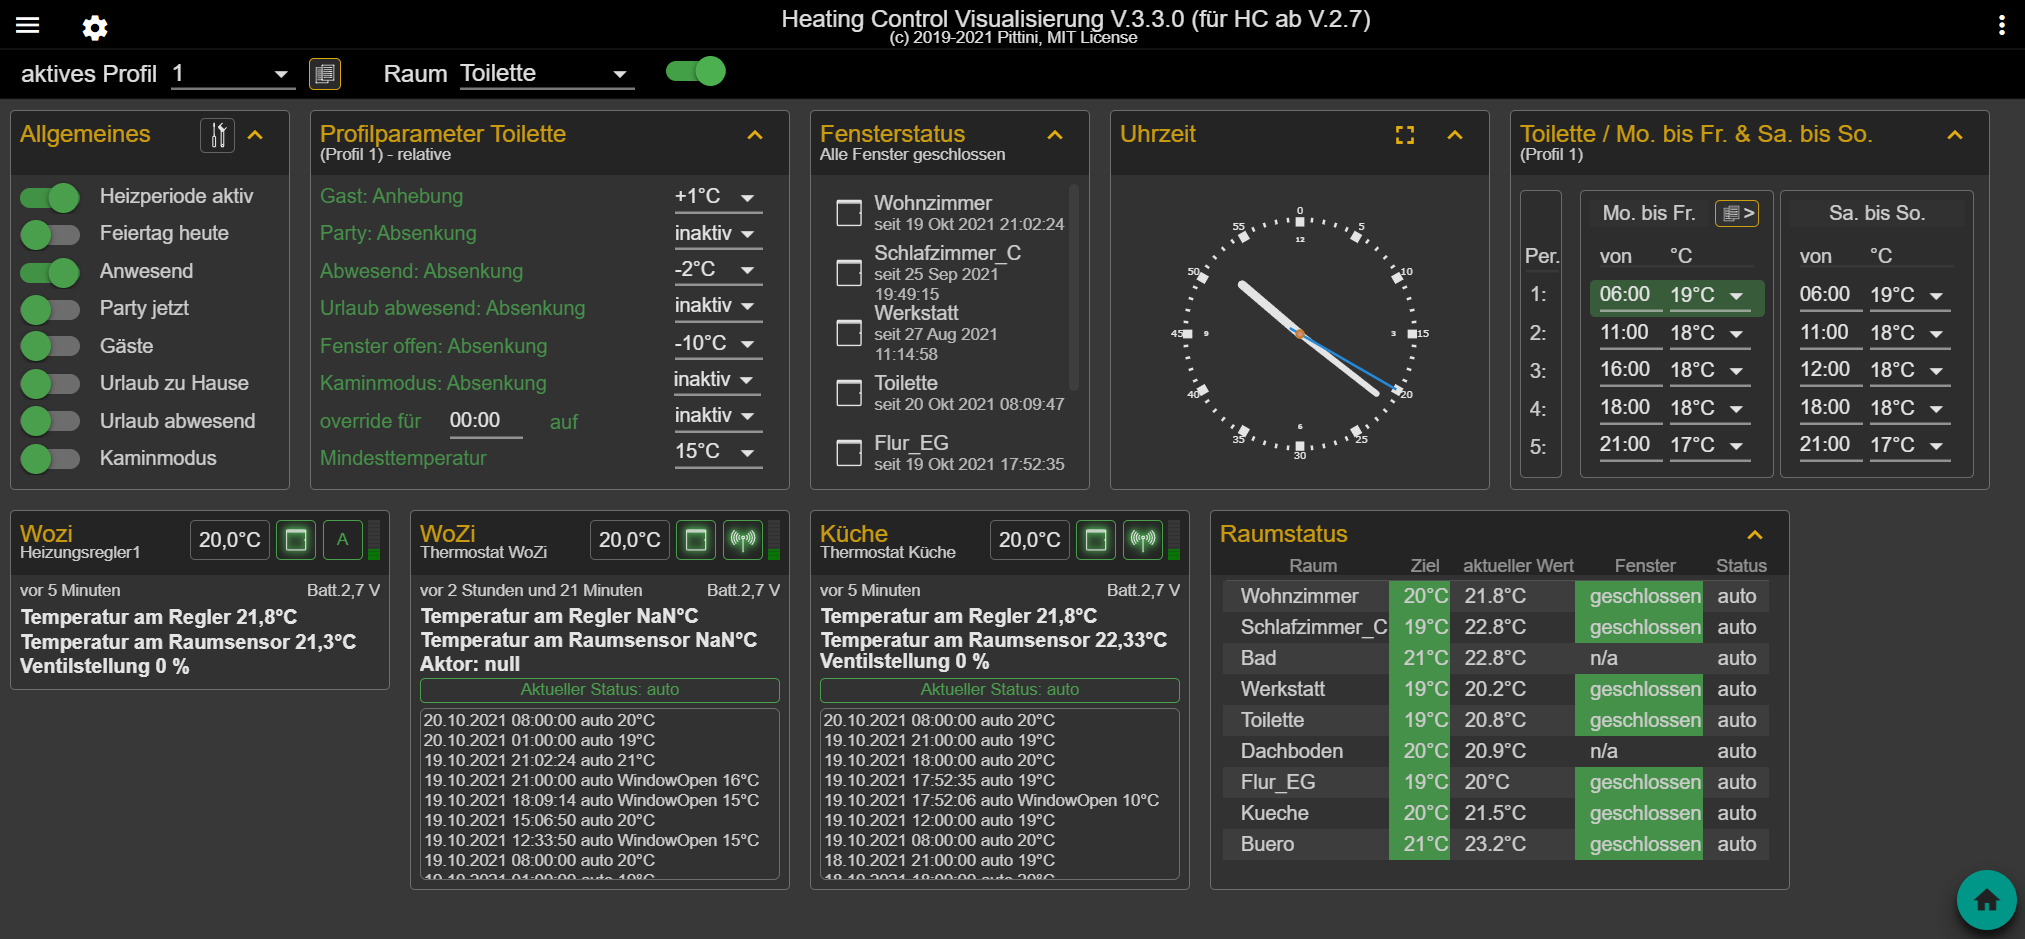 Heating Control Visualisierung V.3.3.0 (für HC ab V.2.7)
(c) 2019-2021 Pittini, MIT License
aktives Profil 1 Raum Toilette
Allgemeines
Heizperiode aktiv
Feiertag heute
Anwesend
Party jetzt
Gäste
Urlaub zu Hause
Urlaub abwesend
Kaminmodus
Profilparameter Toilette
(Profil 1) - relative
Gast: Anhebung +1°C
Party: Absenkung inaktiv
Abwesend: Absenkung -2°C
Urlaub abwesend: Absenkung inaktiv
Fenster offen: Absenkung -10°C
Kaminmodus: Absenkung inaktiv
override für 00:00 auf inaktiv
Mindesttemperatur 15°C
Fensterstatus
Alle Fenster geschlossen
Wohnzimmer
seit 19 Okt 2021 21:02:24
Schlafzimmer_C
seit 25 Sep 2021
19:49:15
Werkstatt
seit 27 Aug 2021
11:14:58
Toilette
seit 20 Okt 2021 08:09:47
Flur_EG
seit 19 Okt 2021 17:52:35
Uhrzeit
0
55 5
12
50 10
45 9 3 15
40 20
6
35 25
30
Toilette / Mo. bis Fr. & Sa. bis So.
(Profil 1)
Mo. bis Fr. > Sa. bis So.
Per. von °C von °C
1: 06:00 19°C 06:00 19°C
2: 11:00 18°C 11:00 18°C
3: 16:00 18°C 12:00 18°C
4: 18:00 18°C 18:00 18°C
5: 21:00 17°C 21:00 17°C
Wozi
Heizungsregler1
20,0°C A
vor 5 Minuten Batt.2,7 V
Temperatur am Regler 21,8°C
Temperatur am Raumsensor 21,3°C
Ventilstellung 0 %
WoZi
Thermostat WoZi
20,0°C
vor 2 Stunden und 21 Minuten Batt.2,7 V
Temperatur am Regler NaN°C
Temperatur am Raumsensor NaN°C
Aktor: null
Aktueller Status: auto
20.10.2021 08:00:00 auto 20°C
20.10.2021 01:00:00 auto 19°C
19.10.2021 21:02:24 auto 21°C
19.10.2021 21:00:00 auto WindowOpen 16°C
19.10.2021 18:09:14 auto WindowOpen 15°C
19.10.2021 15:06:50 auto 20°C
19.10.2021 12:33:50 auto WindowOpen 15°C
19.10.2021 08:00:00 auto 20°C
19.10.2021 01:00:00 auto 19°C
Küche
Thermostat Küche
20,0°C
vor 5 Minuten Batt.2,7 V
Temperatur am Regler 21,8°C
Temperatur am Raumsensor 22,33°C
Ventilstellung 0 %
Aktueller Status: auto
20.10.2021 08:00:00 auto 20°C
19.10.2021 21:00:00 auto 19°C
19.10.2021 18:00:00 auto 20°C
19.10.2021 17:52:35 auto 19°C
19.10.2021 17:52:06 auto WindowOpen 10°C
19.10.2021 12:00:00 auto 19°C
19.10.2021 08:00:00 auto 20°C
18.10.2021 21:00:00 auto 19°C
18.10.2021 18:00:00 auto 20°C
Raumstatus
Raum Ziel aktueller Wert Fenster Status
Wohnzimmer 20°C 21.8°C geschlossen auto
Schlafzimmer_C 19°C 22.8°C geschlossen auto
Bad 21°C 22.8°C n/a auto
Werkstatt 19°C 20.2°C geschlossen auto
Toilette 19°C 20.8°C geschlossen auto
Dachboden 20°C 20.9°C n/a auto
Flur_EG 19°C 20°C geschlossen auto
Kueche 20°C 21.5°C geschlossen auto
Buero 21°C 23.2°C geschlossen auto